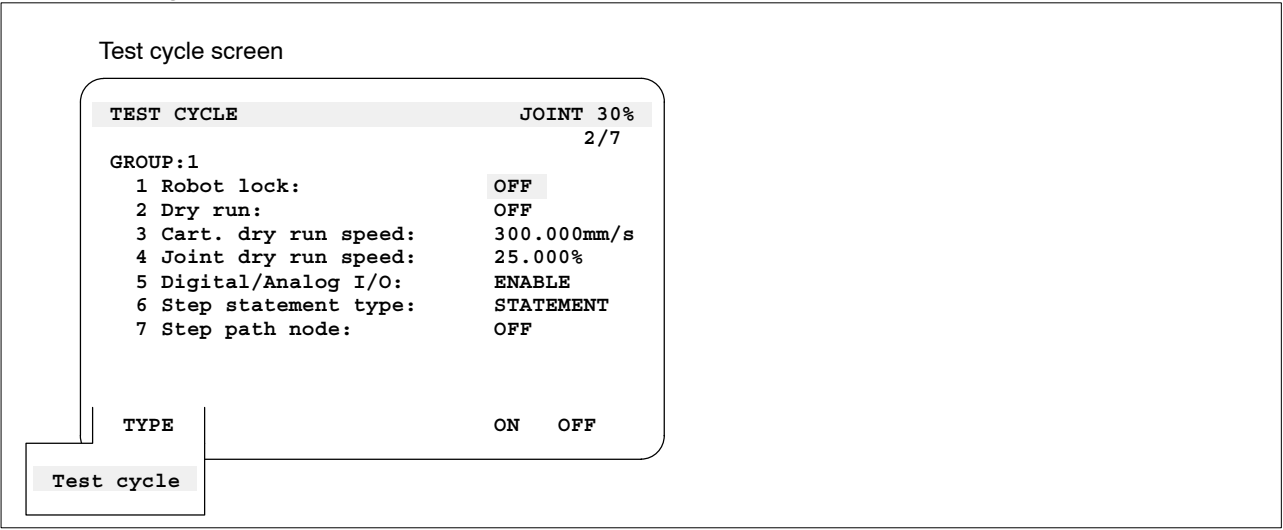 Test cycle screen
TEST CYCLE JOINT 30%
2/7
GROUP:1
1 Robot lock: OFF
2 Dry run: OFF
3 Cart. dry run speed: 300.000mm/s
4 Joint dry run speed: 25.000%
5 Digital/Analog I/O: ENABLE
6 Step statement type: STATEMENT
7 Step path node: OFF
TYPE ON OFF
Test cycle